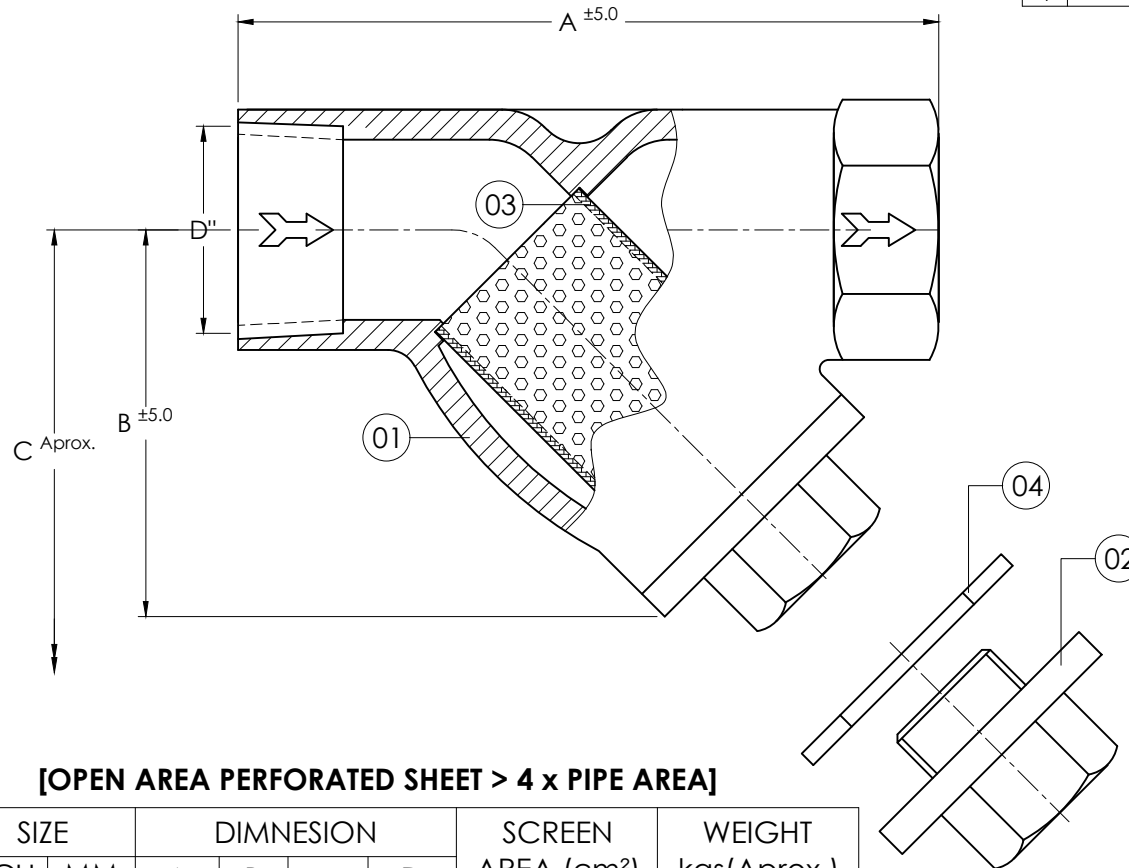 A ±5.0
03
D"
B ±5.0
C Aprox.
01
04
02
[OPEN AREA PERFORATED SHEET > 4 x PIPE AREA]
SIZE DIMNESION SCREEN WEIGHT
MM AREA (cm²) kgs(Aprox.)